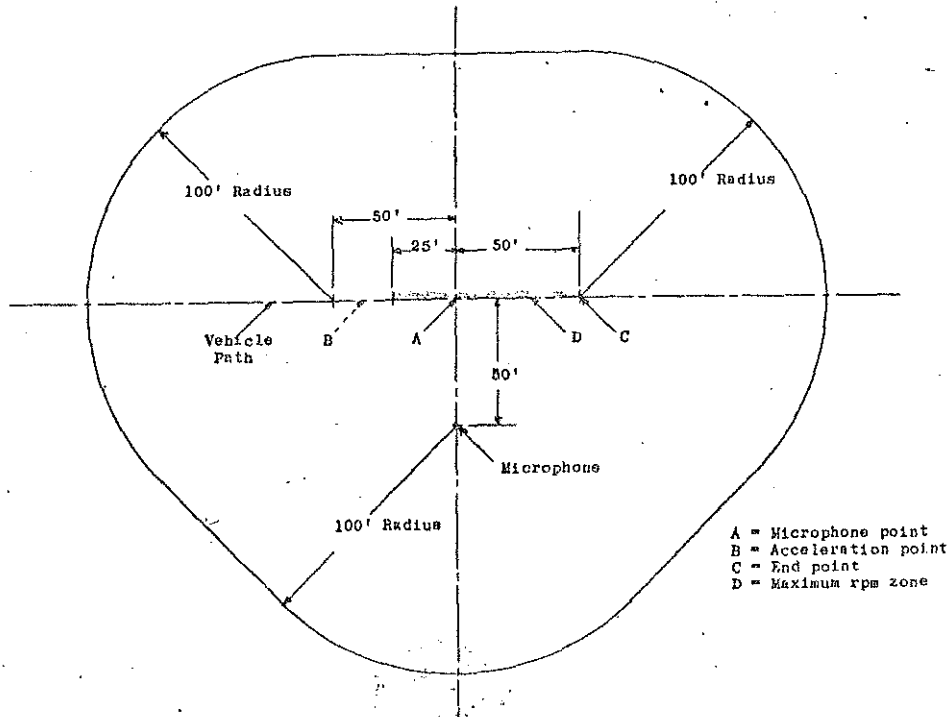 100' Radius
100' Radius
50'
25'
50'
Vehicle
Path
B
A
D
C
50'
Microphone
100' Radius
A = Microphone point
B = Acceleration point
C = End point
D = Maximum rpm zone